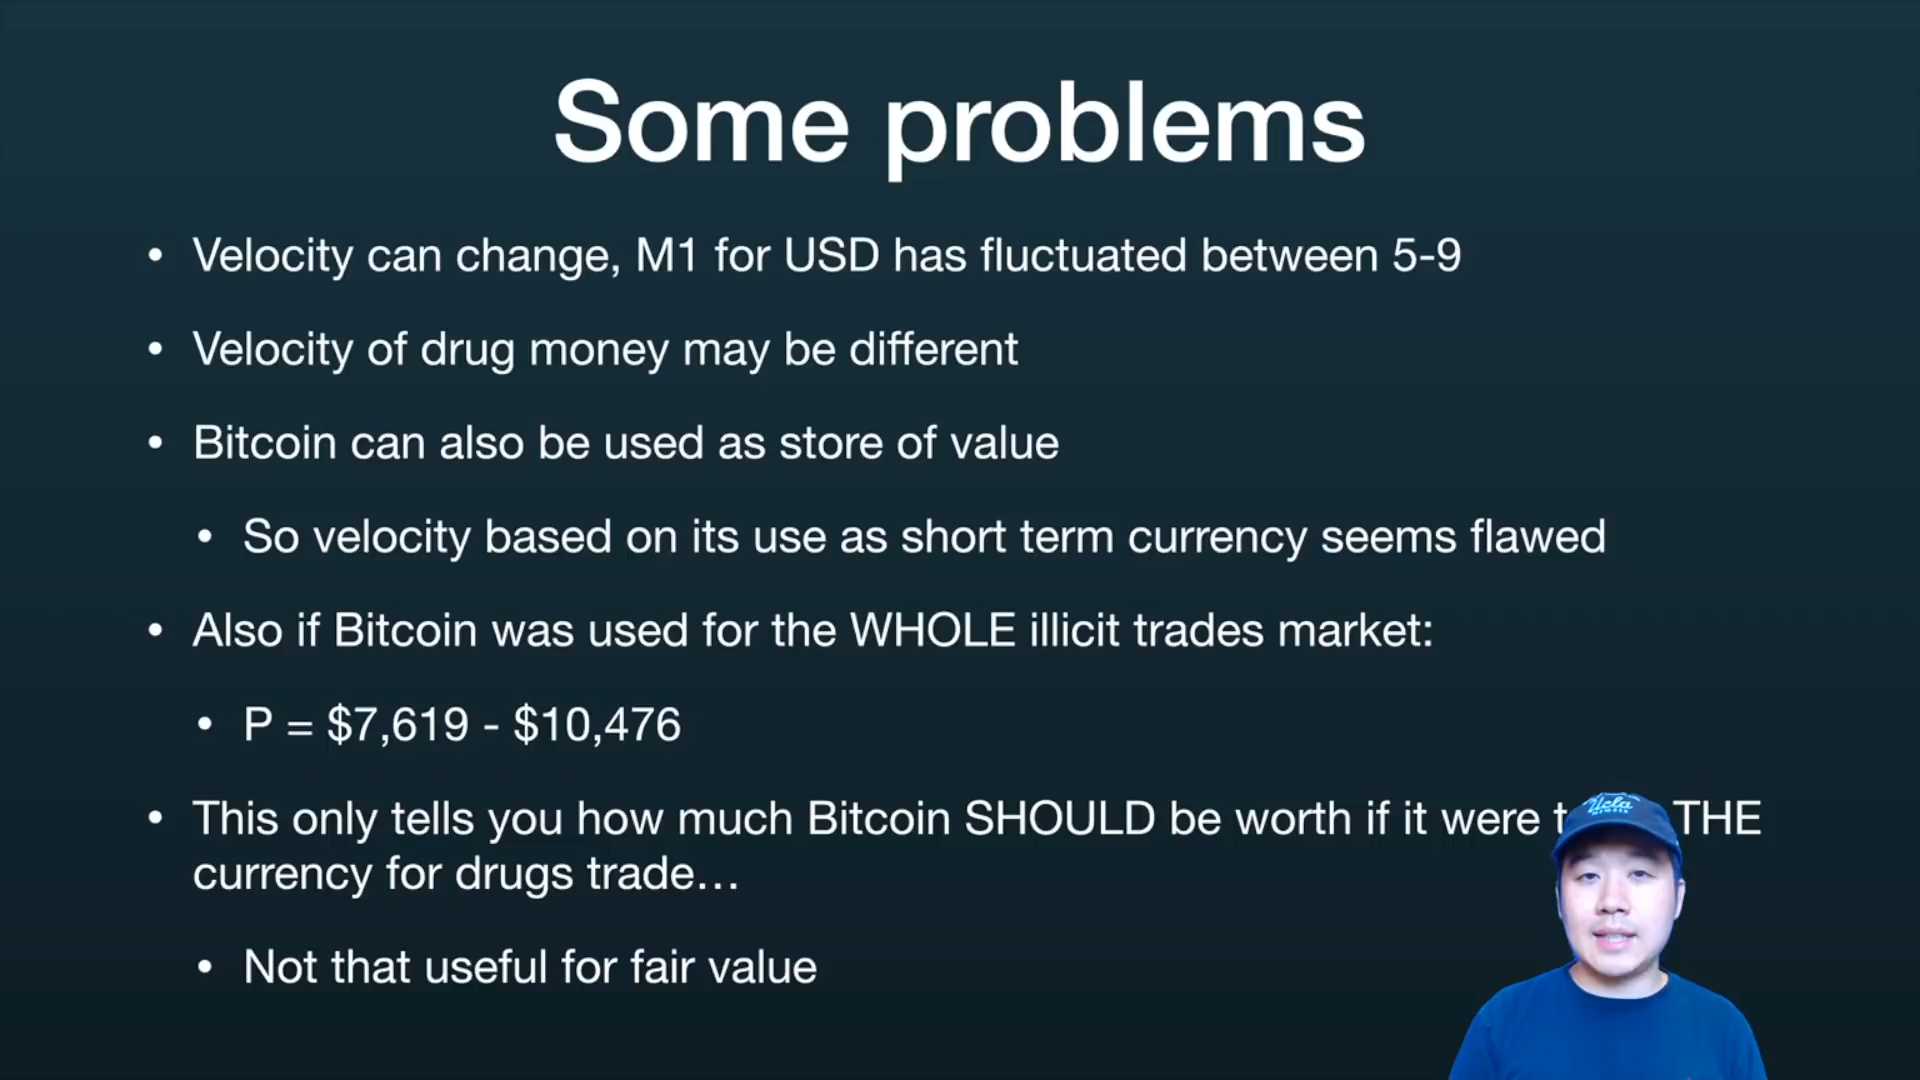 Some problems
• Velocity can change, M1 for USD has fluctuated between 5-9
• Velocity of drug money may be different
• Bitcoin can also be used as store of value
• So velocity based on its use as short term currency seems flawed
• Also if Bitcoin was used for the WHOLE illicit trades market:
• P = $7,619 - $10,476
• This only tells you how much Bitcoin SHOULD be worth if it were THE
currency for drugs trade…
• Not that useful for fair value
Ucla